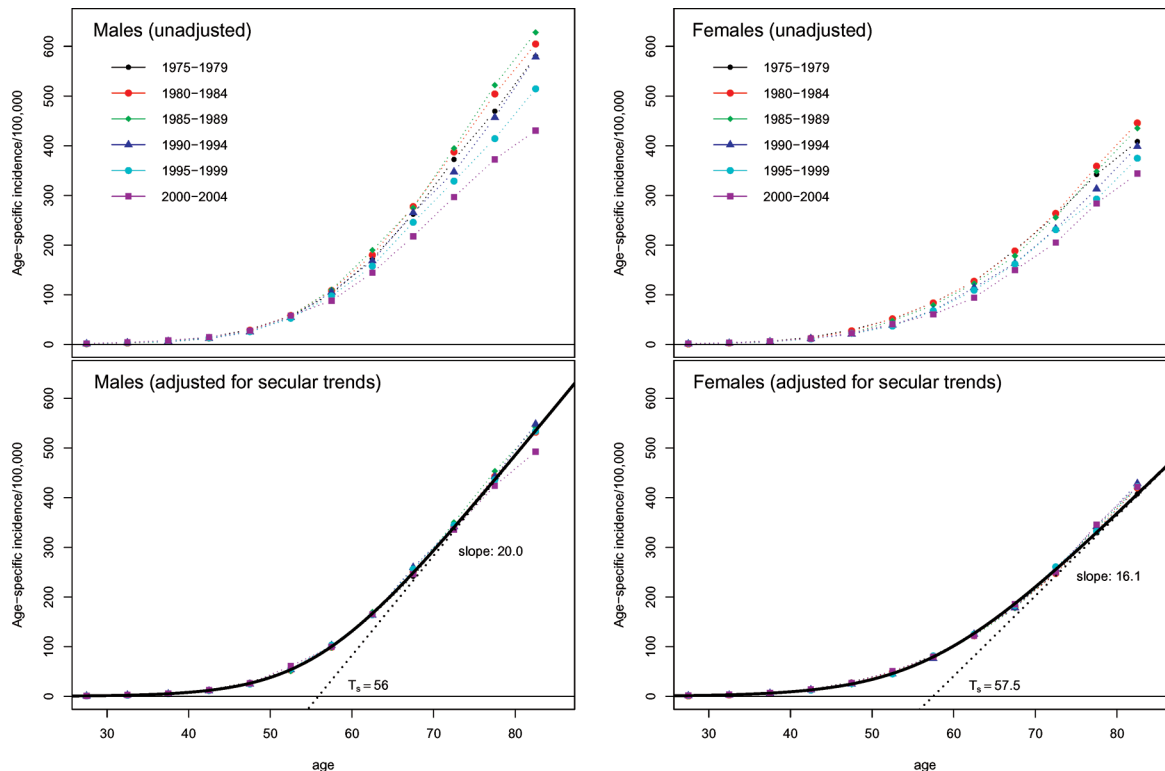 Males (unadjusted)
1975−1979
1980−1984
1985−1989
1990−1994
1995−1999
2000−2004
Age−specific incidence/100,000
0
100
200
300
400
500
600
Females (unadjusted)
1975−1979
1980−1984
1985−1989
1990−1994
1995−1999
2000−2004
Age−specific incidence/100,000
0
100
200
300
400
500
600
Males (adjusted for secular trends)
slope: 20.0
Ts = 56
Age−specific incidence/100,000
0
100
200
300
400
500
600
30 40 50 60 70 80
age
Females (adjusted for secular trends)
slope: 16.1
Ts = 57.5
Age−specific incidence/100,000
0
100
200
300
400
500
600
30 40 50 60 70 80
age